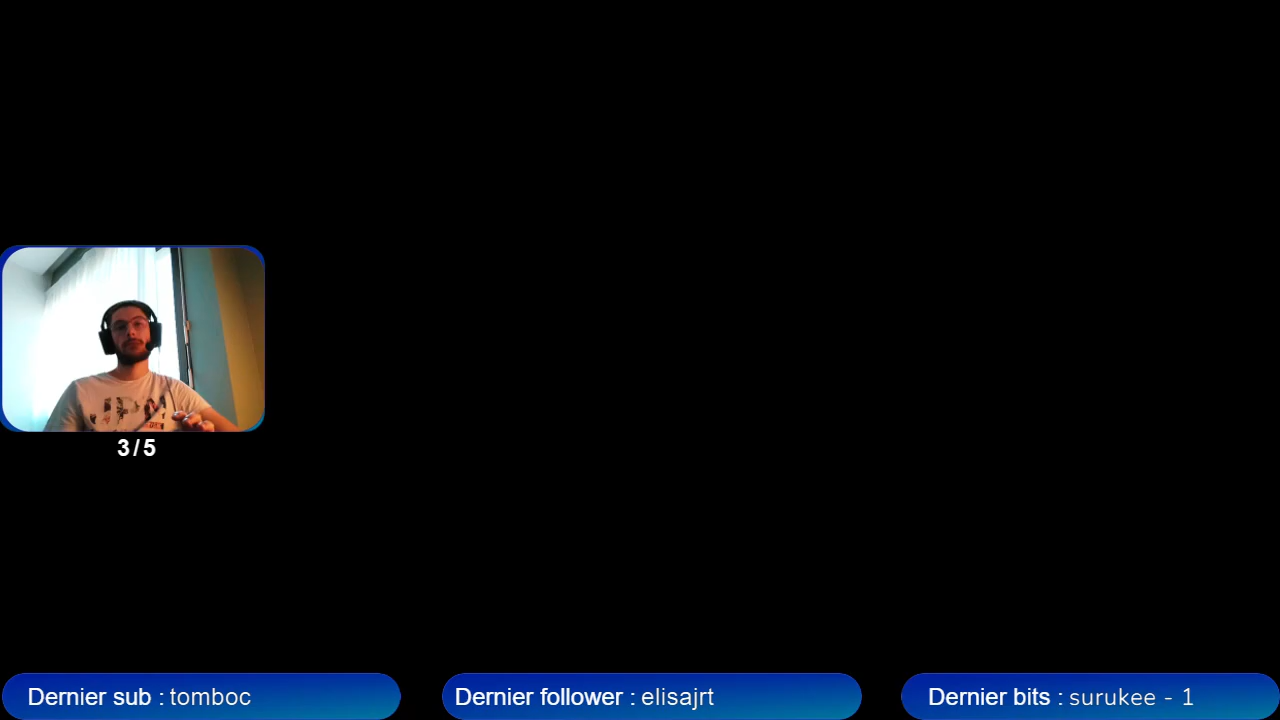 3/5
Dernier sub : tomboc
Dernier follower : elisajrt
Dernier bits : surukee - 1